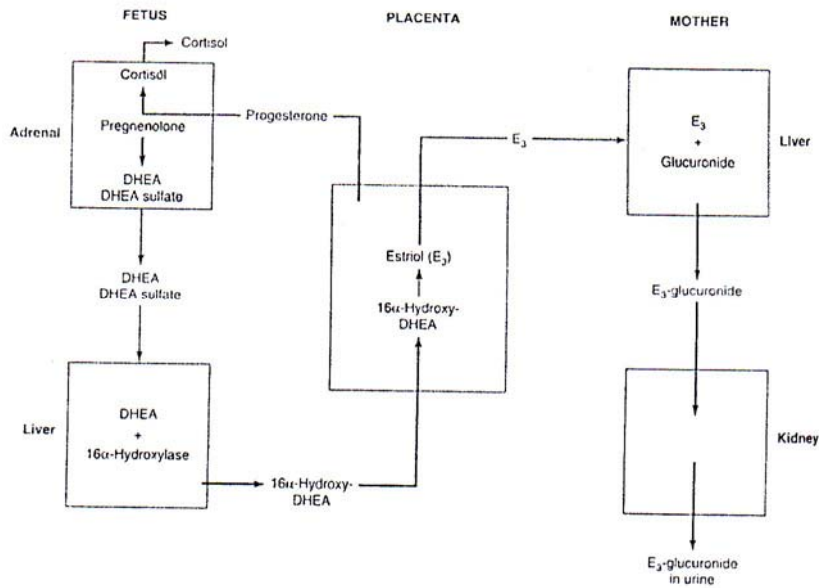 FETUS
PLACENTA
MOTHER
Cortisol
Cortisol
Adrenal
Pregnenolone
DHEA
DHEA sulfate
Progesterone
E₃
E₃
+
Glucuronide
Liver
DHEA
DHEA sulfate
Estriol (E₃)
16α-Hydroxy-
DHEA
E₃-glucuronide
Liver
DHEA
+
16α-Hydroxylase
16α-Hydroxy-
DHEA
Kidney
E₃-glucuronide
in urine